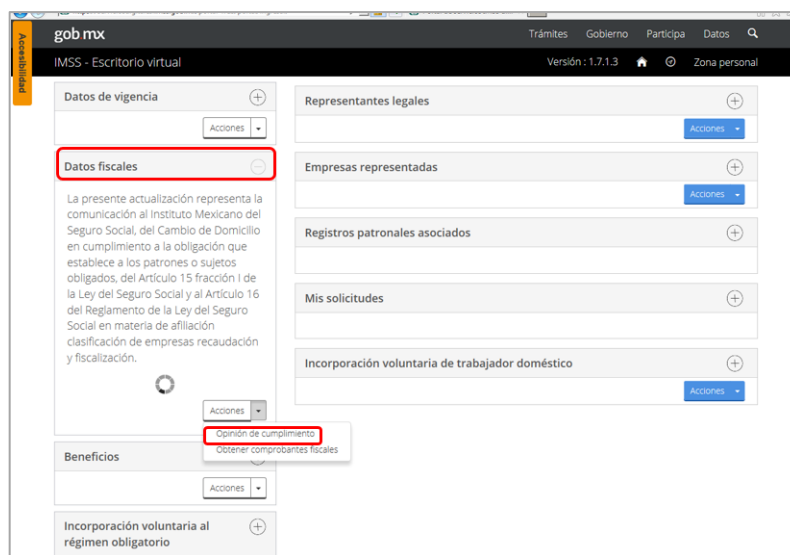 gob mx
Trámites Gobierno Participa Datos
Accesibilidad
IMSS - Escritorio virtual
Versión : 1.7.1.3 Zona personal
Datos de vigencia
Acciones
Datos fiscales
La presente actualización representa la
comunicación al Instituto Mexicano del
Seguro Social, del Cambio de Domicilio
en cumplimiento a la obligación que
establece a los patrones o sujetos
obligados, del Artículo 15 fracción I de
la Ley del Seguro Social y al Artículo 16
del Reglamento de la Ley del Seguro
Social en materia de afiliación
clasificación de empresas recaudación
y fiscalización.
Acciones
Opinión de cumplimiento
Obtener comprobantes fiscales
Beneficios
Acciones
Incorporación voluntaria al
régimen obligatorio
Representantes legales
Acciones
Empresas representadas
Acciones
Registros patronales asociados
Mis solicitudes
Incorporación voluntaria de trabajador doméstico
Acciones